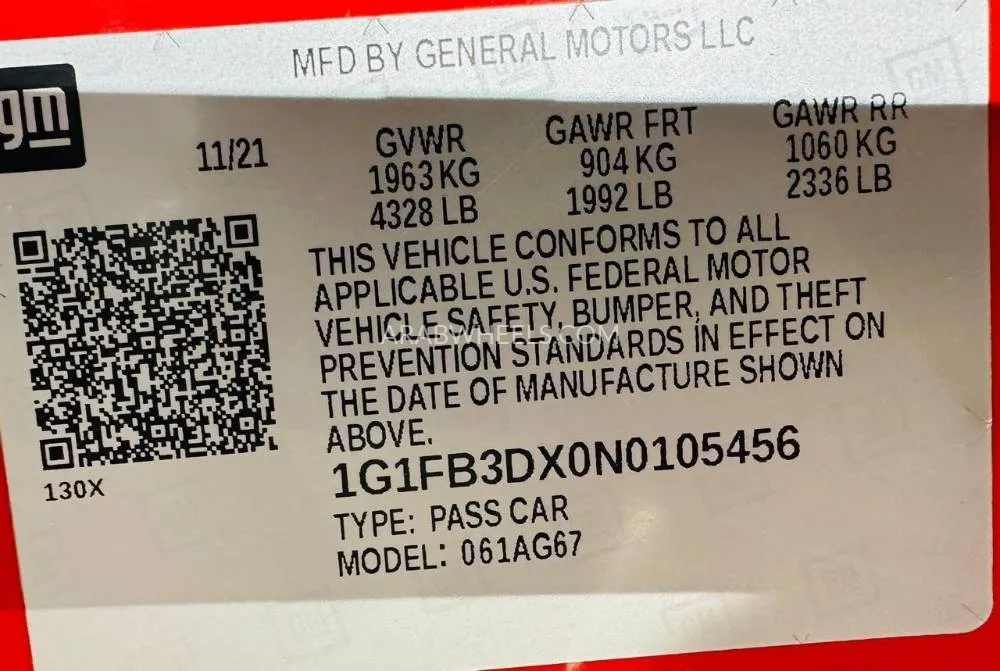 MFD BY GENERAL MOTORS LLC
gm
11/21
GVWR
1963 KG
4328 LB
GAWR FRT
904 KG
1992 LB
GAWR RR
1060 KG
2336 LB
THIS VEHICLE CONFORMS TO ALL
APPLICABLE U.S. FEDERAL MOTOR
VEHICLE SAFETY, BUMPER, AND THEFT
PREVENTION STANDARDS IN EFFECT ON
THE DATE OF MANUFACTURE SHOWN
ABOVE.
ARABWHEELS.COM
1G1FB3DX0N0105456
130X
TYPE: PASS CAR
MODEL: 061AG67